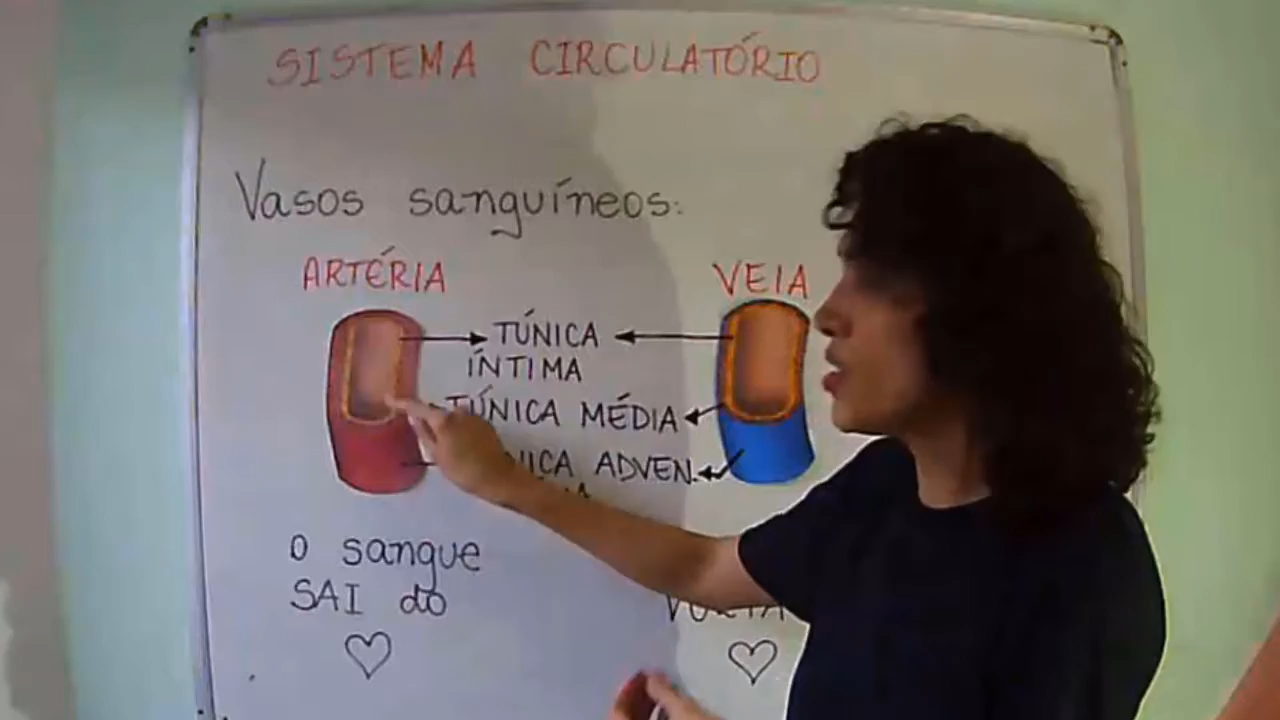 SISTEMA CIRCULATÓRIO
Vasos sanguíneos:
ARTÉRIA
VEIA
TÚNICA
ÍNTIMA
TÚNICA MÉDIA
ADVEN.
O sangue
SAI do